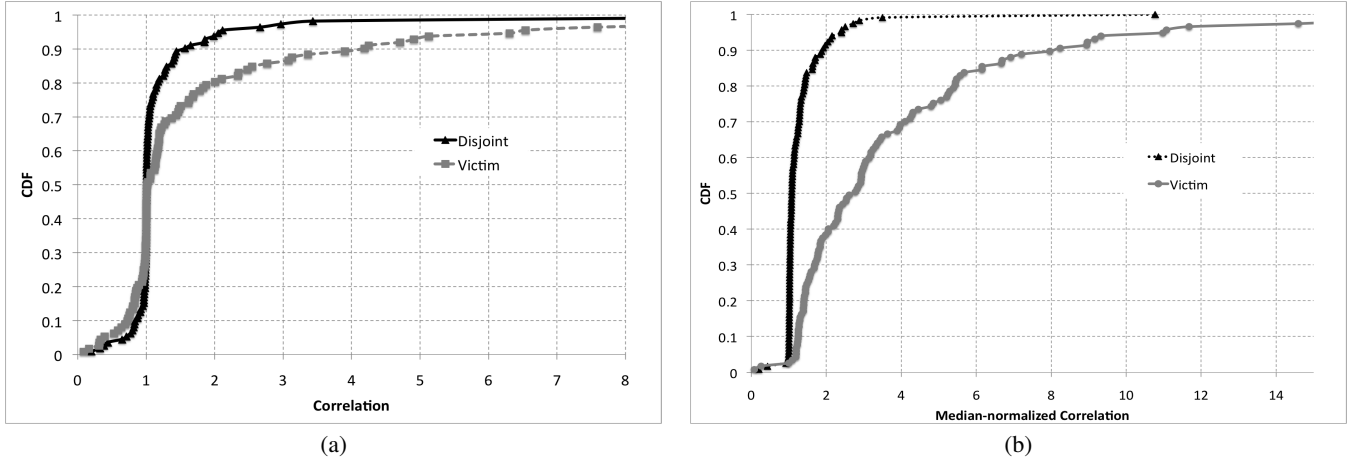 1
0.9
0.8
0.7
0.6
0.5
0.4
0.3
0.2
0.1
0
CDF
Disjoint
Victim
0 1 2 3 4 5 6 7 8
Correlation
(a)
1
0.9
0.8
0.7
0.6
0.5
0.4
0.3
0.2
0.1
0
CDF
Disjoint
Victim
0 2 4 6 8 10 12 14
Median-normalized Correlation
(b)